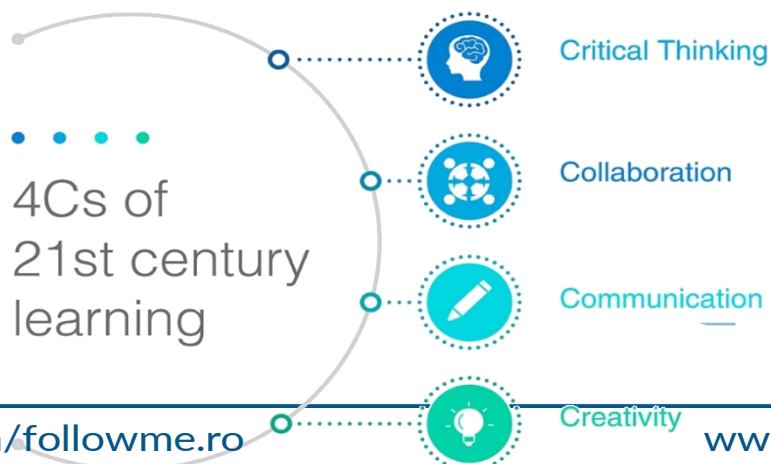 Critical Thinking
4Cs of
21st century
learning
Collaboration
Communication
Creativity
/followme.ro
ww